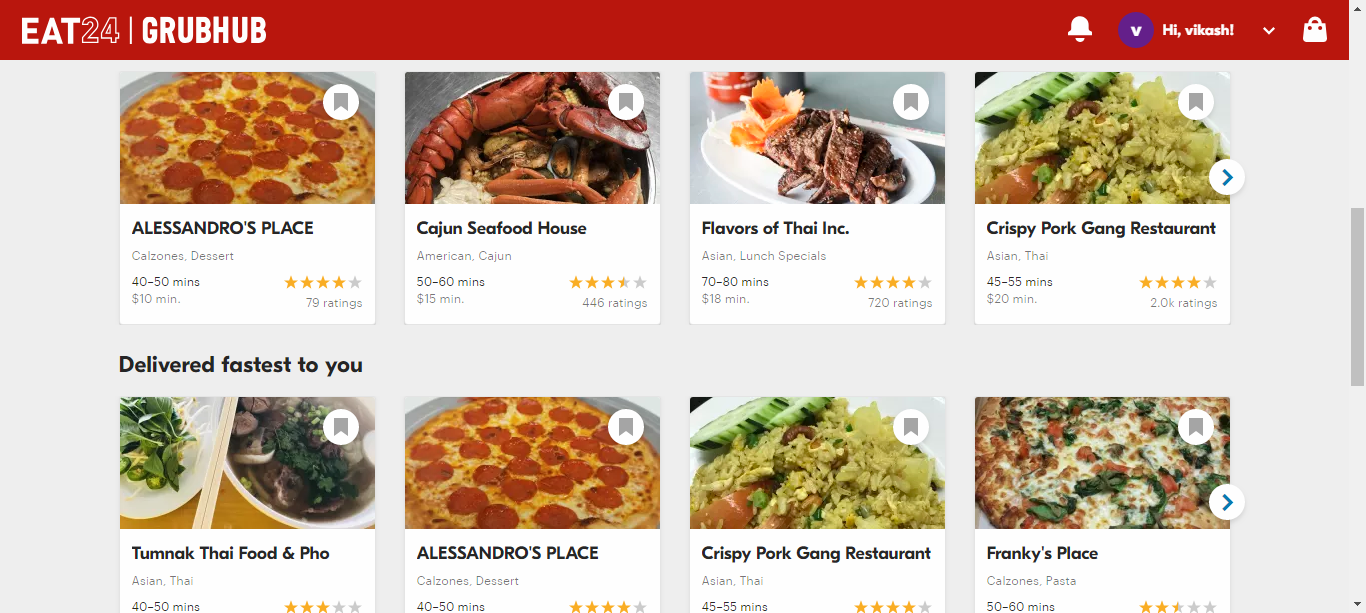 EAT24 | GRUBHUB
v Hi, vikash!
ALESSANDRO'S PLACE
Calzones, Dessert
40–50 mins
$10 min.
79 ratings
Cajun Seafood House
American, Cajun
50–60 mins
$15 min.
446 ratings
Flavors of Thai Inc.
Asian, Lunch Specials
70–80 mins
$18 min.
720 ratings
Crispy Pork Gang Restaurant
Asian, Thai
45–55 mins
$20 min.
2.0k ratings
Delivered fastest to you
Tumnak Thai Food & Pho
Asian, Thai
40–50 mins
ALESSANDRO'S PLACE
Calzones, Dessert
40–50 mins
Crispy Pork Gang Restaurant
Asian, Thai
45–55 mins
Franky's Place
Calzones, Pasta
50–60 mins